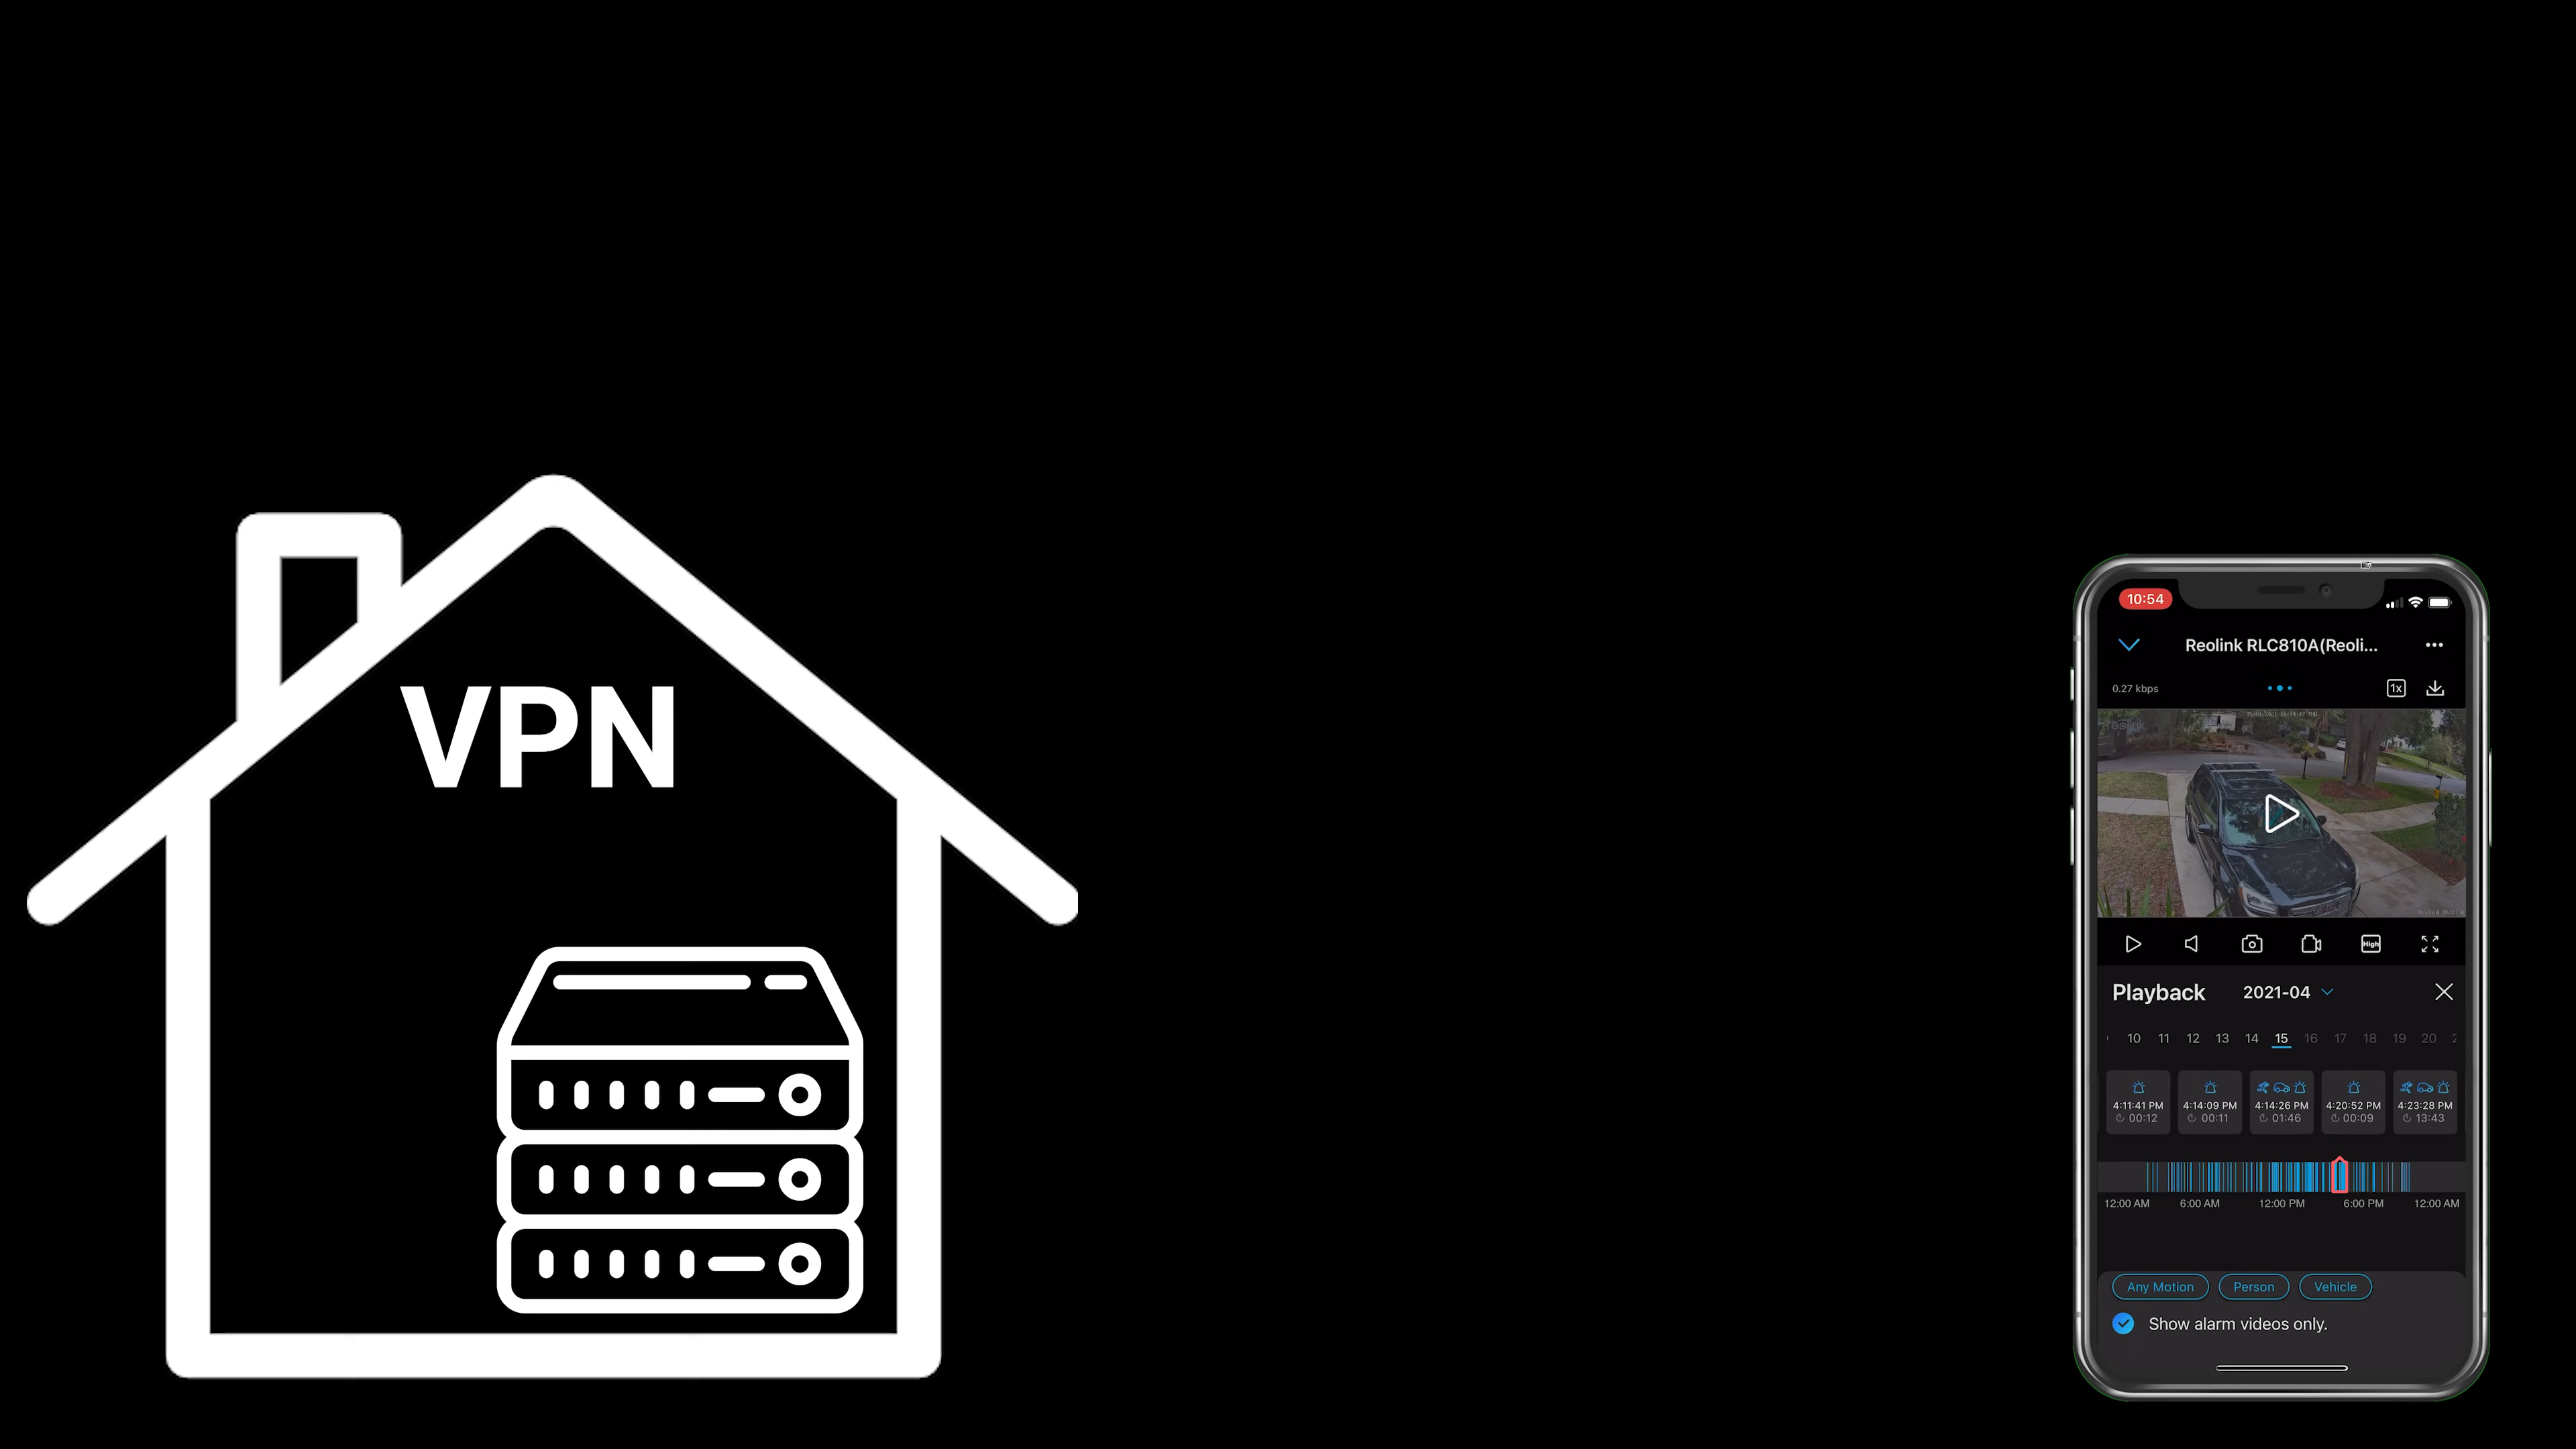 VPN
10:54
Reolink RLC810A(Reoli...
0.27 kbps
1x
reolink
High
Playback 2021-04
10 11 12 13 14 15 16 17 18 19 20
4:11:41 PM 4:14:09 PM 4:14:26 PM 4:20:52 PM 4:23:28 PM
00:12 00:11 01:46 00:09 13:43
12:00 AM 6:00 AM 12:00 PM 6:00 PM 12:00 AM
Any Motion Person Vehicle
Show alarm videos only.